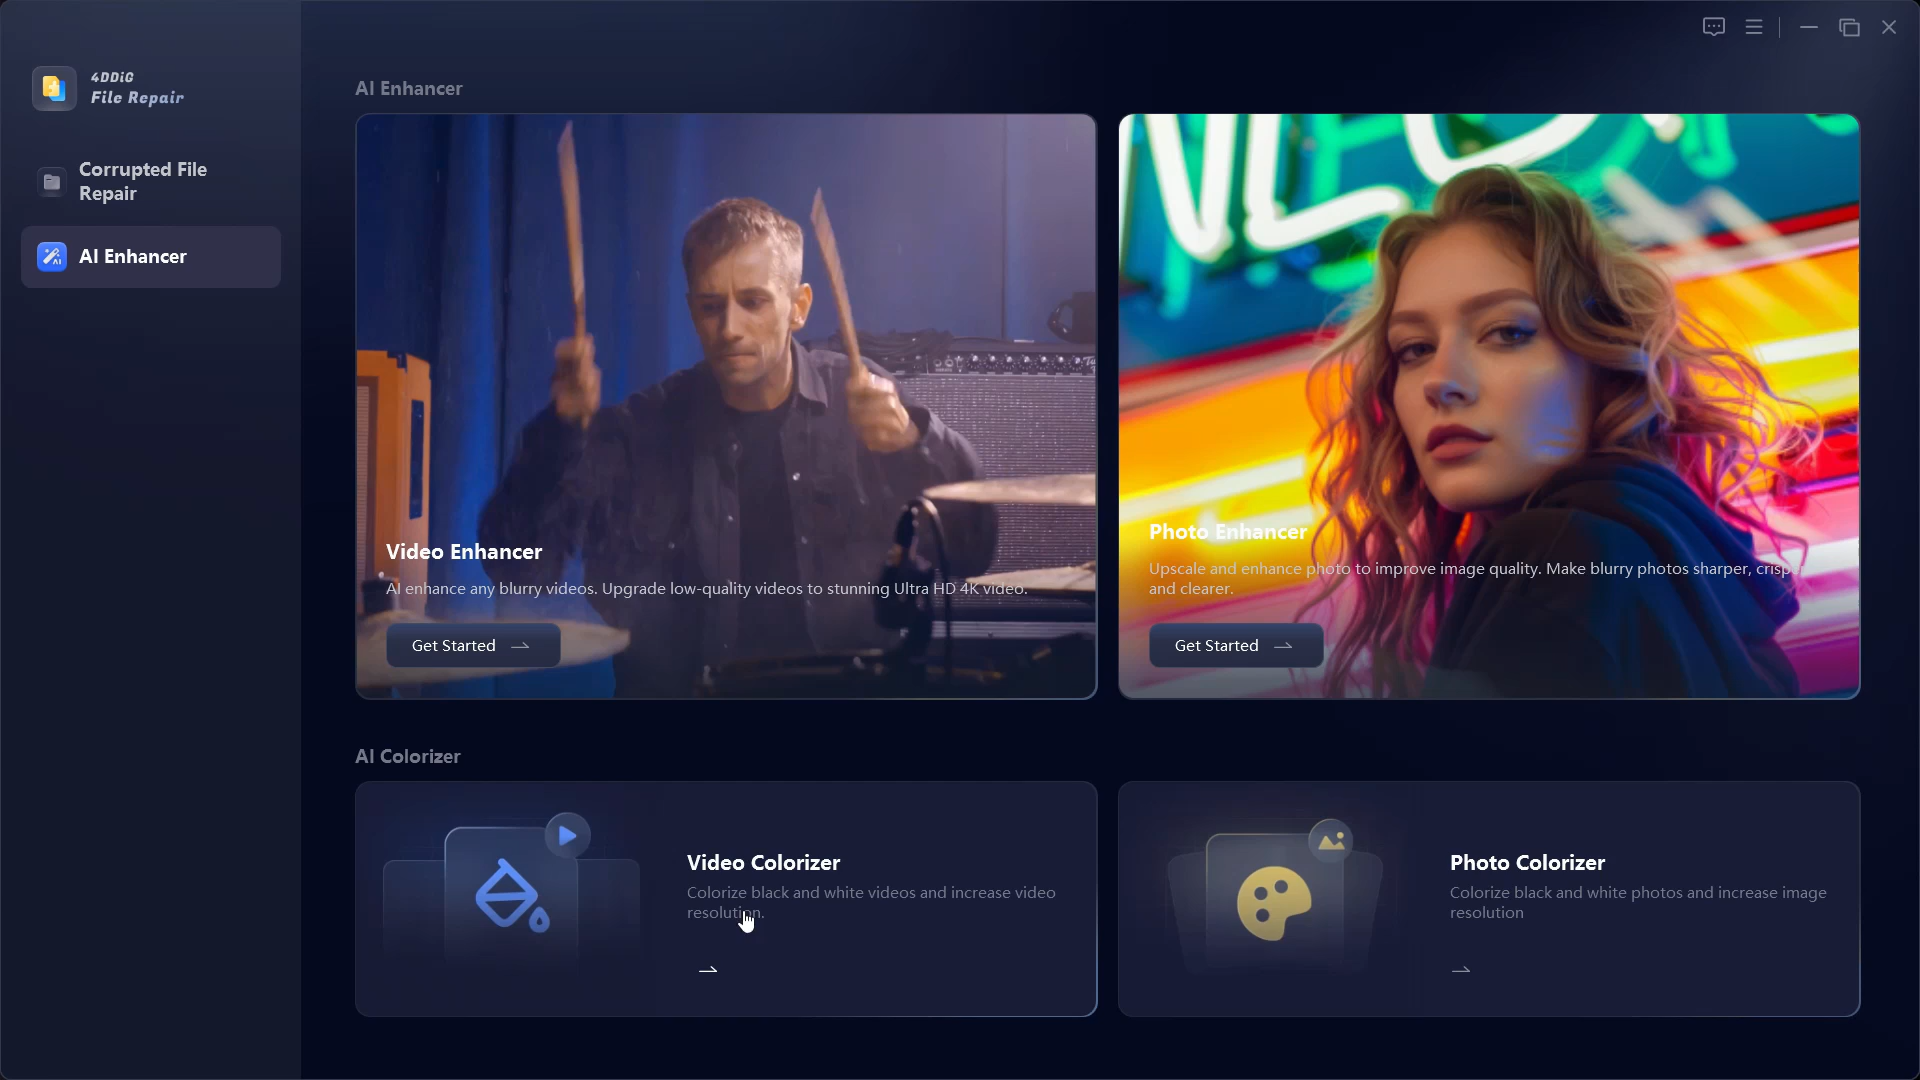 4DDiG
File Repair
Corrupted File
Repair
AI Enhancer
AI Enhancer
Video Enhancer
AI enhance any blurry videos. Upgrade low-quality videos to stunning Ultra HD 4K video.
Get Started
Photo Enhancer
Upscale and enhance photo to improve image quality. Make blurry photos sharper, crisper
and clearer.
Get Started
AI Colorizer
Video Colorizer
Colorize black and white videos and increase video
resolution.
Photo Colorizer
Colorize black and white photos and increase image
resolution